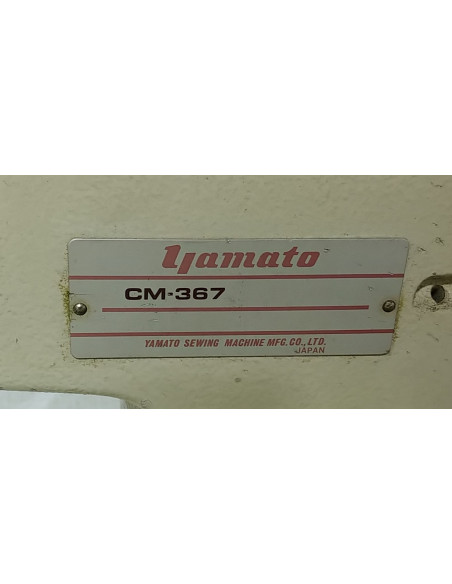 Yamato
CM-367
YAMATO SEWING MACHINE MFG.CO.,LTD.
JAPAN